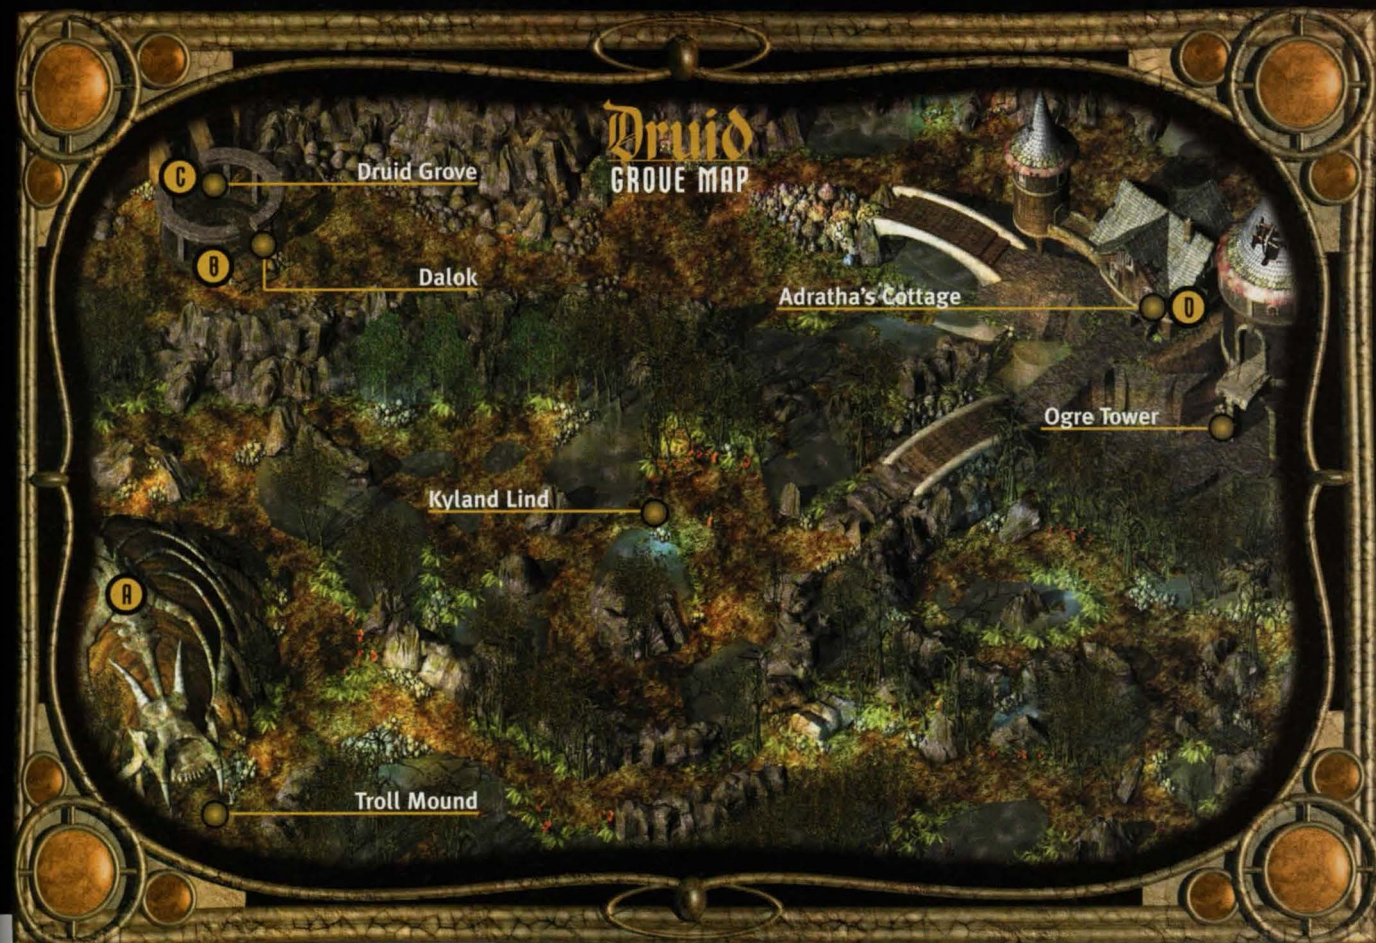 Druid
GROVE MAP
C
Druid Grove
B
Dalok
Adratha's Cottage
D
Ogre Tower
Kyland Lind
A
Troll Mound